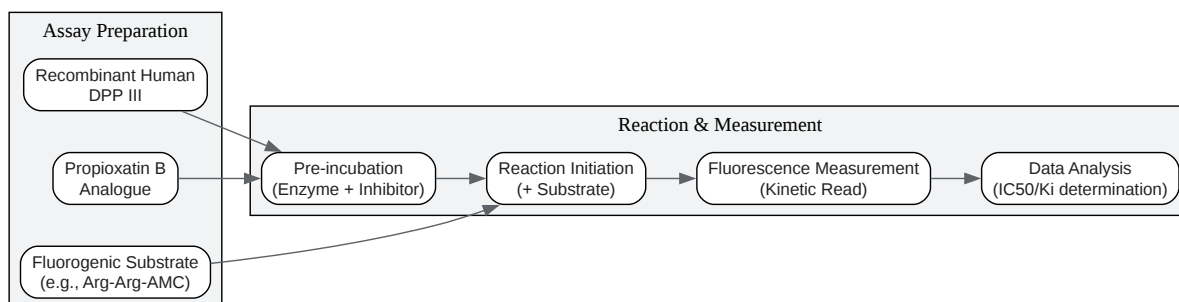 Assay Preparation
Recombinant Human
DPP III
Propioxatin B
Analogue
Fluorogenic Substrate
(e.g., Arg-Arg-AMC)
Reaction & Measurement
Pre-incubation
(Enzyme + Inhibitor)
Reaction Initiation
(+ Substrate)
Fluorescence Measurement
(Kinetic Read)
Data Analysis
(IC50/Ki determination)